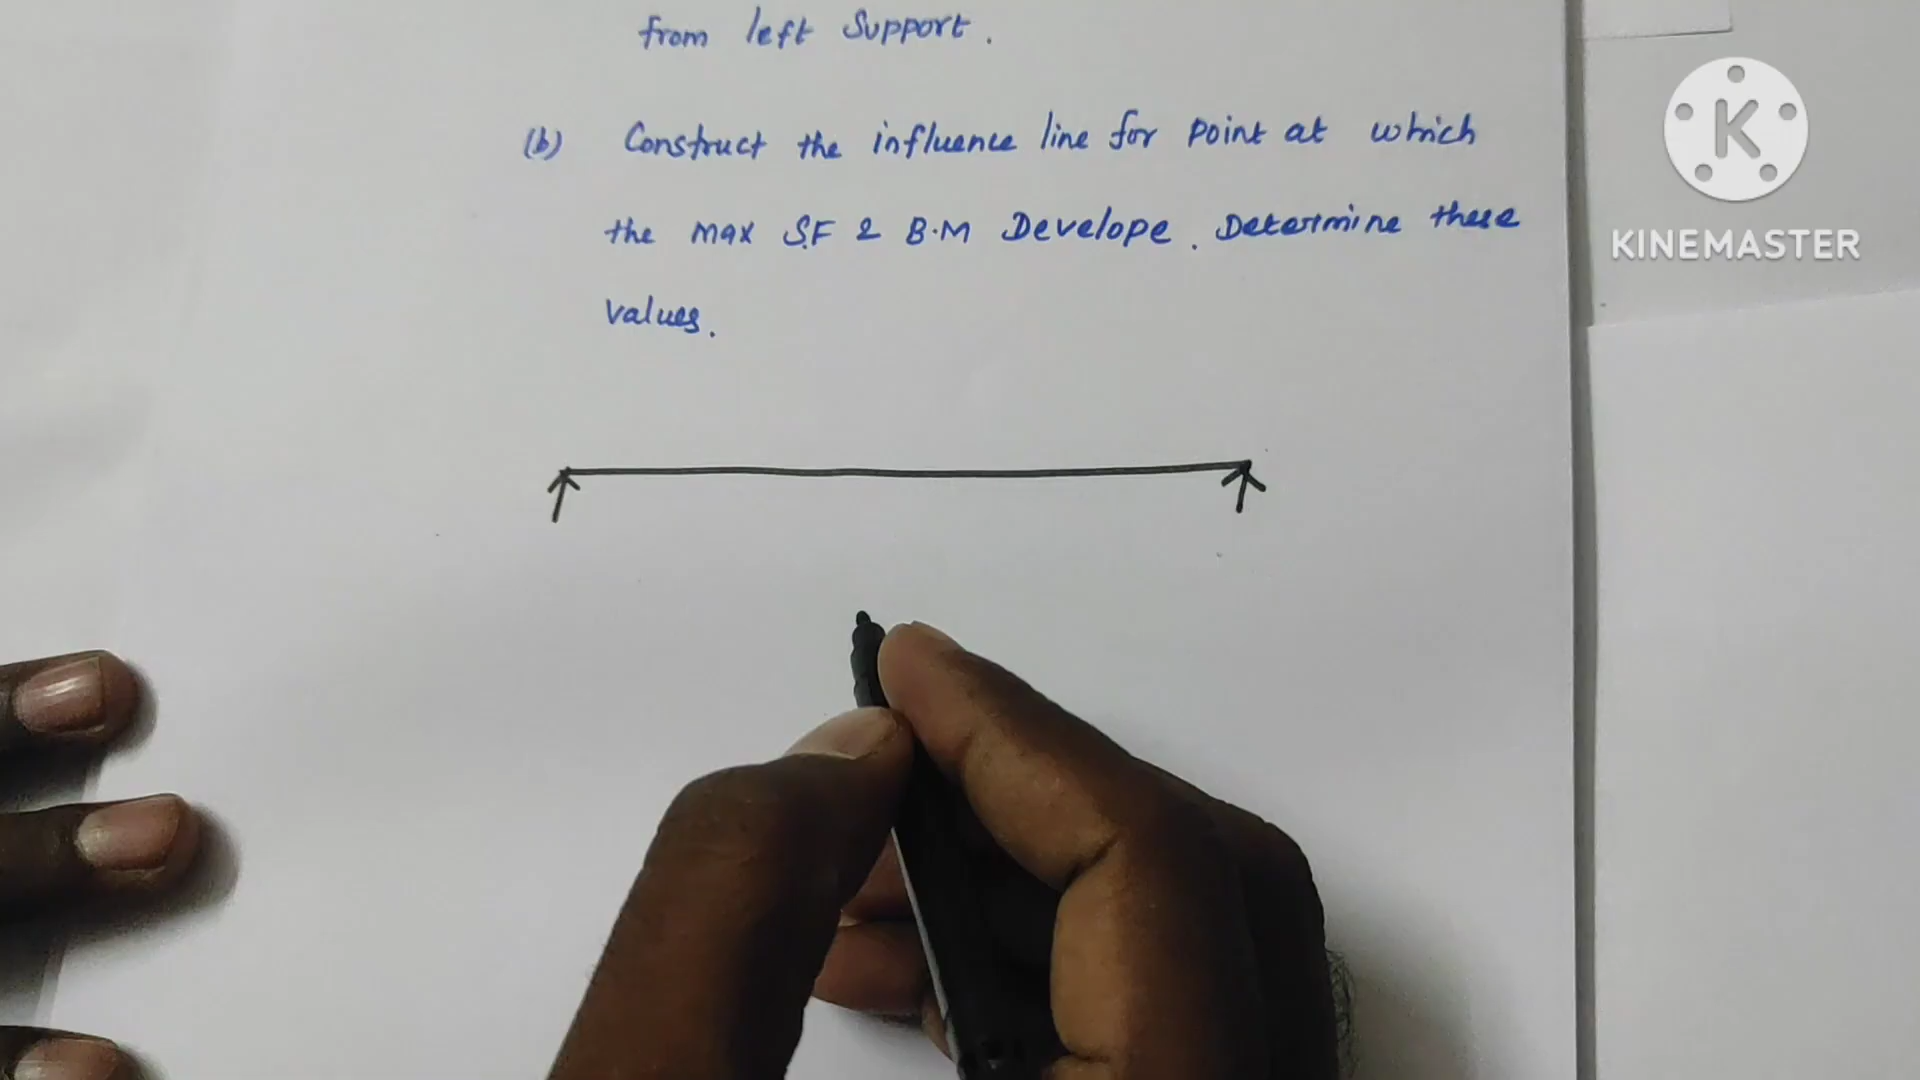 from left Support.
(b) Construct the influence line for point at which
the max S.F & B.M Develope. Determine these
values.
K
KINEMASTER